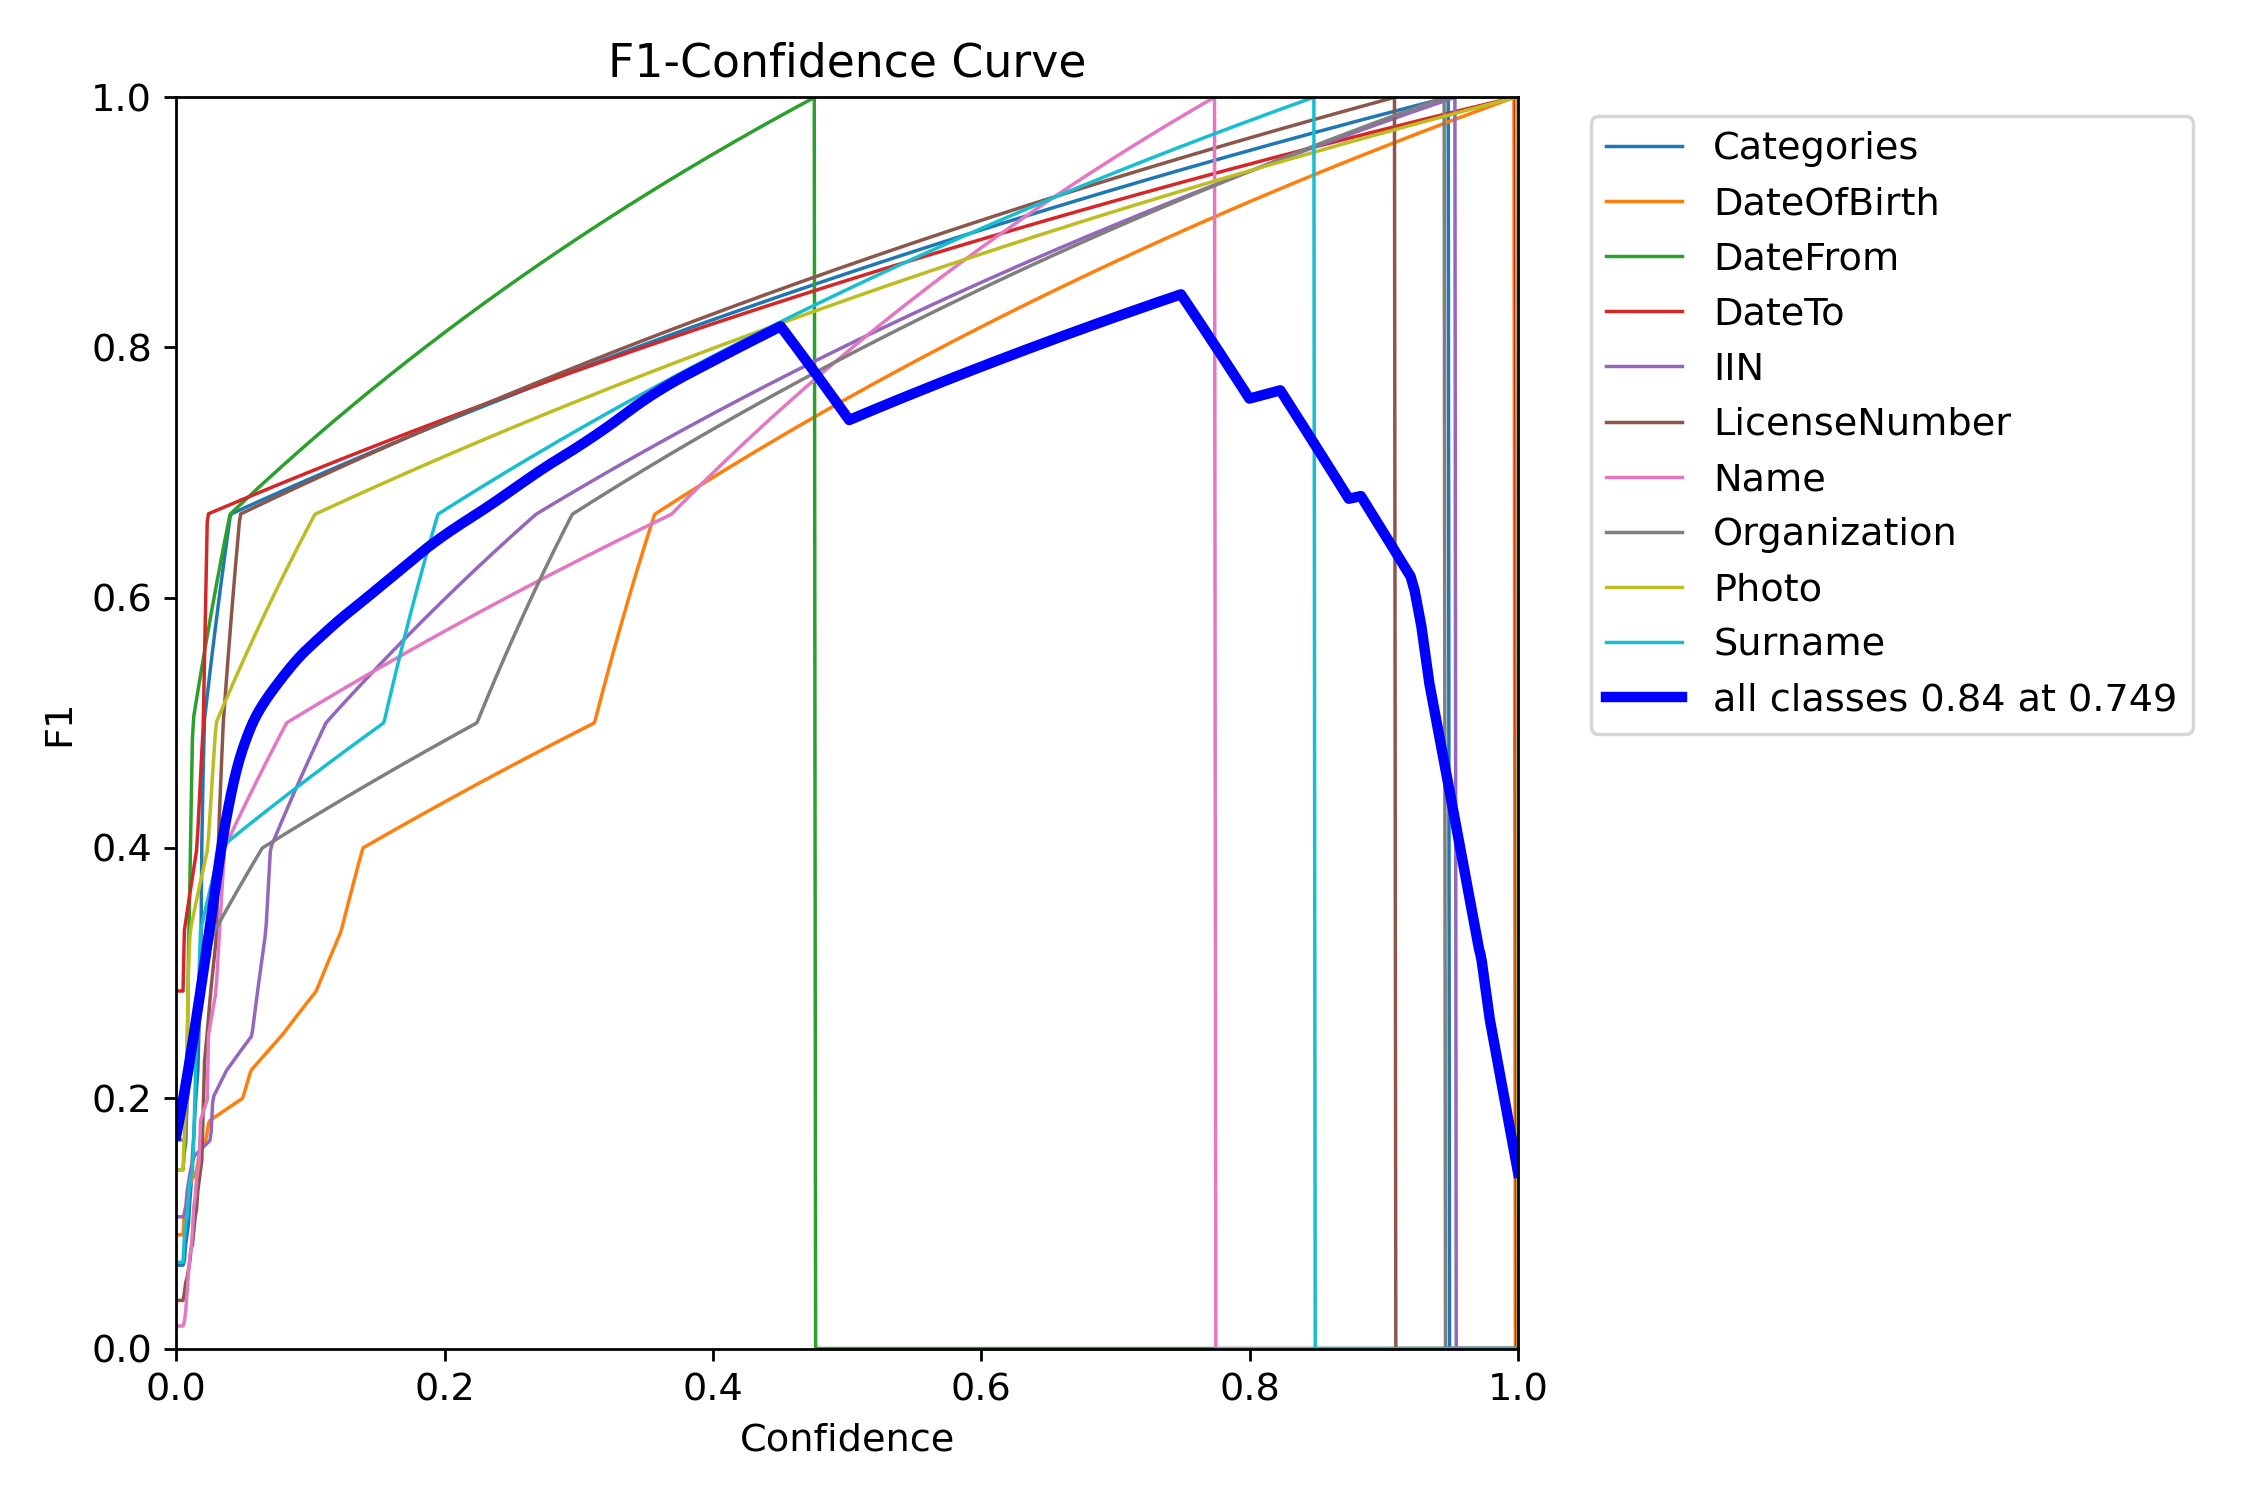 F1-Confidence Curve
1.0
0.8
0.6
0.4
0.2
0.0
F1
0.0 0.2 0.4 0.6 0.8 1.0
Confidence
Categories
DateOfBirth
DateFrom
DateTo
IIN
LicenseNumber
Name
Organization
Photo
Surname
all classes 0.84 at 0.749